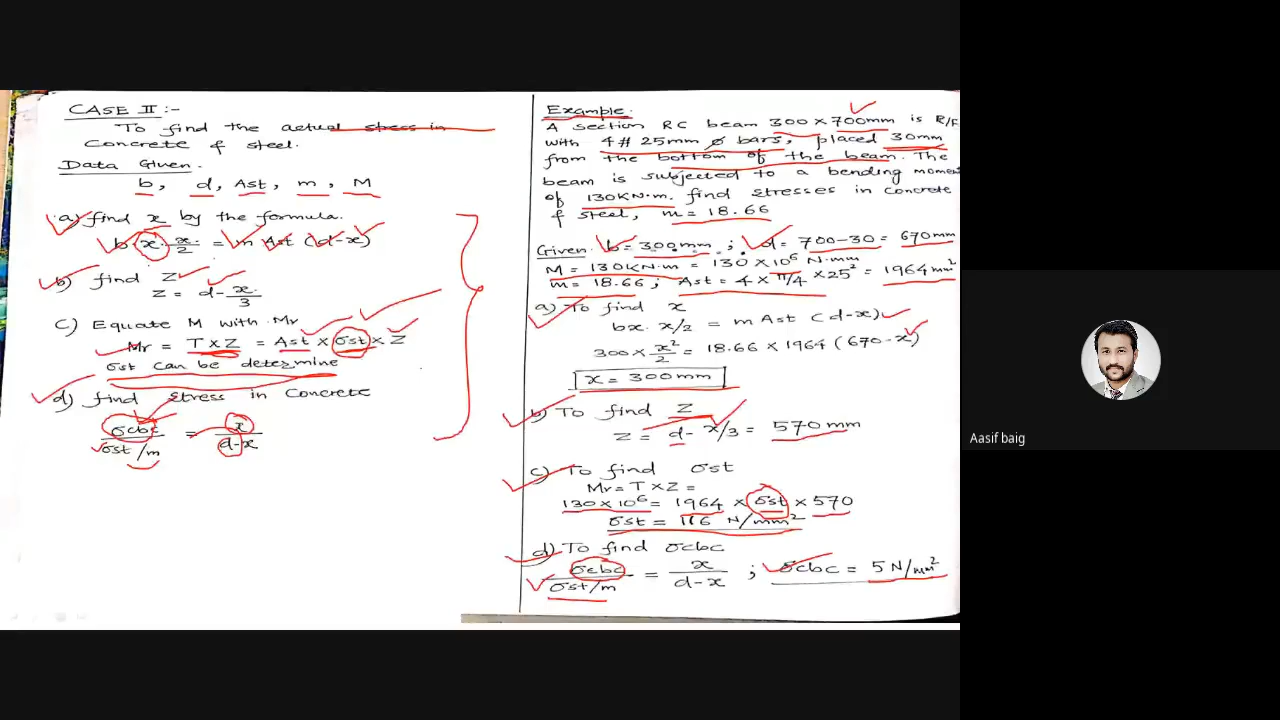 CASE II :-
To find the actual stress in
Concrete & steel.
Data Given.
b, d, Ast, m, M
a) find x by the formula.
b x. x/2 = m Ast (d-x)
b) find Z
Z = d - x/3
C) Equate M with Mr
Mr = T x Z = Ast x σst x Z
σst can be determine
d) find stress in Concrete
σcbc / σst/m = x / d-x
Example.
A section RC beam 300 x 700mm is R/F
with 4 # 25mm ø bars, placed 30mm
from the bottom of the beam. The
beam is subjected to a bending momen
of 130KN.m. find stresses in Concrete
& steel, m = 18.66
Given b = 300mm ; d = 700-30 = 670mm
M = 130KN.m = 130 x 10⁶ N.mm
m = 18.66 ; Ast = 4 x π/4 x 25² = 1964 mm²
a) To find x
bx. x/2 = m Ast (d-x)
300 x x²/2 = 18.66 x 1964 (670-x)
x = 300mm
b) To find Z
Z = d - x/3 = 570mm
c) To find σst
Mr = T x Z =
130 x 10⁶ = 1964 x σst x 570
σst = 116 N/mm²
d) To find σcbc
σcbc / σst/m = x / d-x ; σcbc = 5 N/mm²
Aasif baig